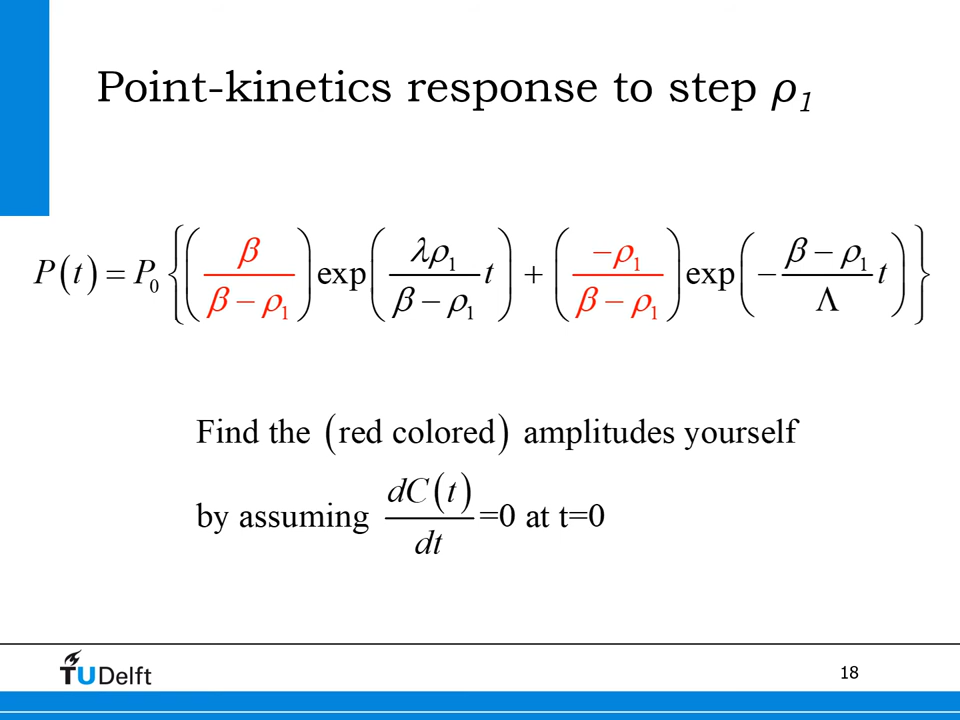 Point-kinetics response to step ρ₁
P(t) = P₀ { ( β / (β − ρ₁) ) exp( (λρ₁ / (β − ρ₁)) t ) + ( −ρ₁ / (β − ρ₁) ) exp( − ((β − ρ₁) / Λ) t ) }
Find the (red colored) amplitudes yourself
by assuming dC(t)/dt =0 at t=0
TUDelft
18